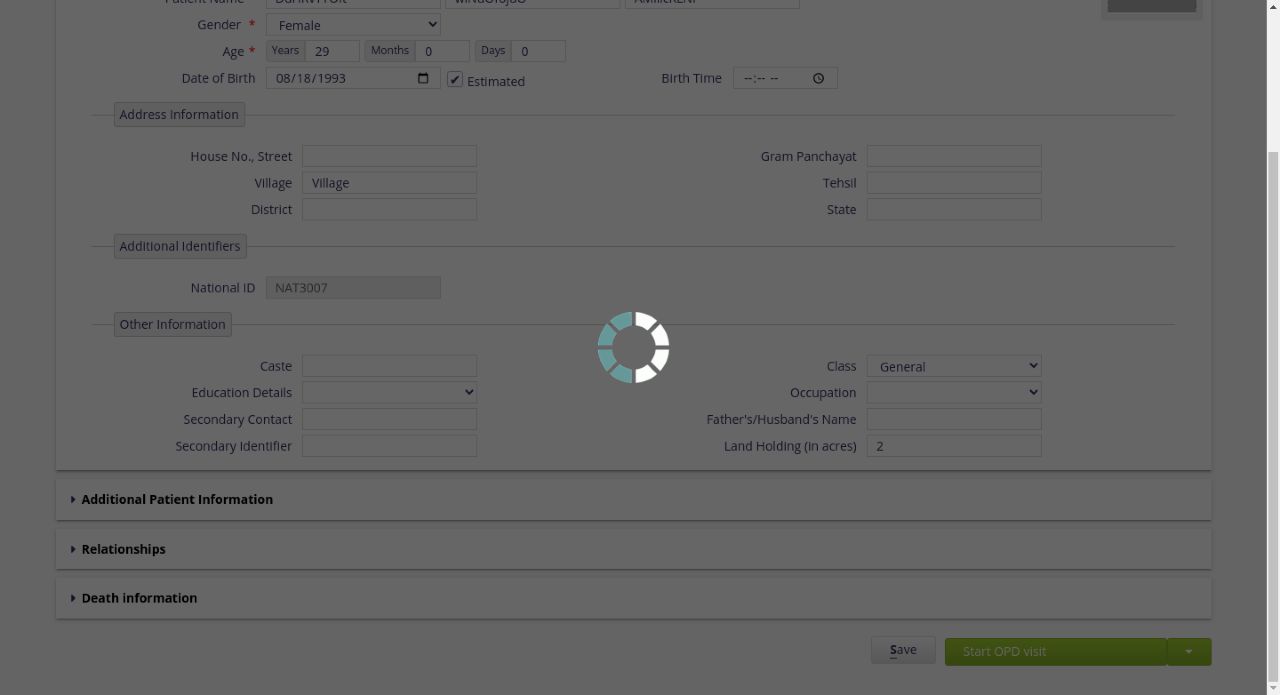 Patient Name
Gender * Female
Age * Years 29 Months 0 Days 0
Date of Birth 08/18/1993 Estimated Birth Time --:-- --
Address Information
House No., Street Gram Panchayat
Village Village Tehsil
District State
Additional Identifiers
National ID NAT3007
Other Information
Caste Class General
Education Details Occupation
Secondary Contact Father's/Husband's Name
Secondary Identifier Land Holding (in acres) 2
Additional Patient Information
Relationships
Death information
Save Start OPD visit